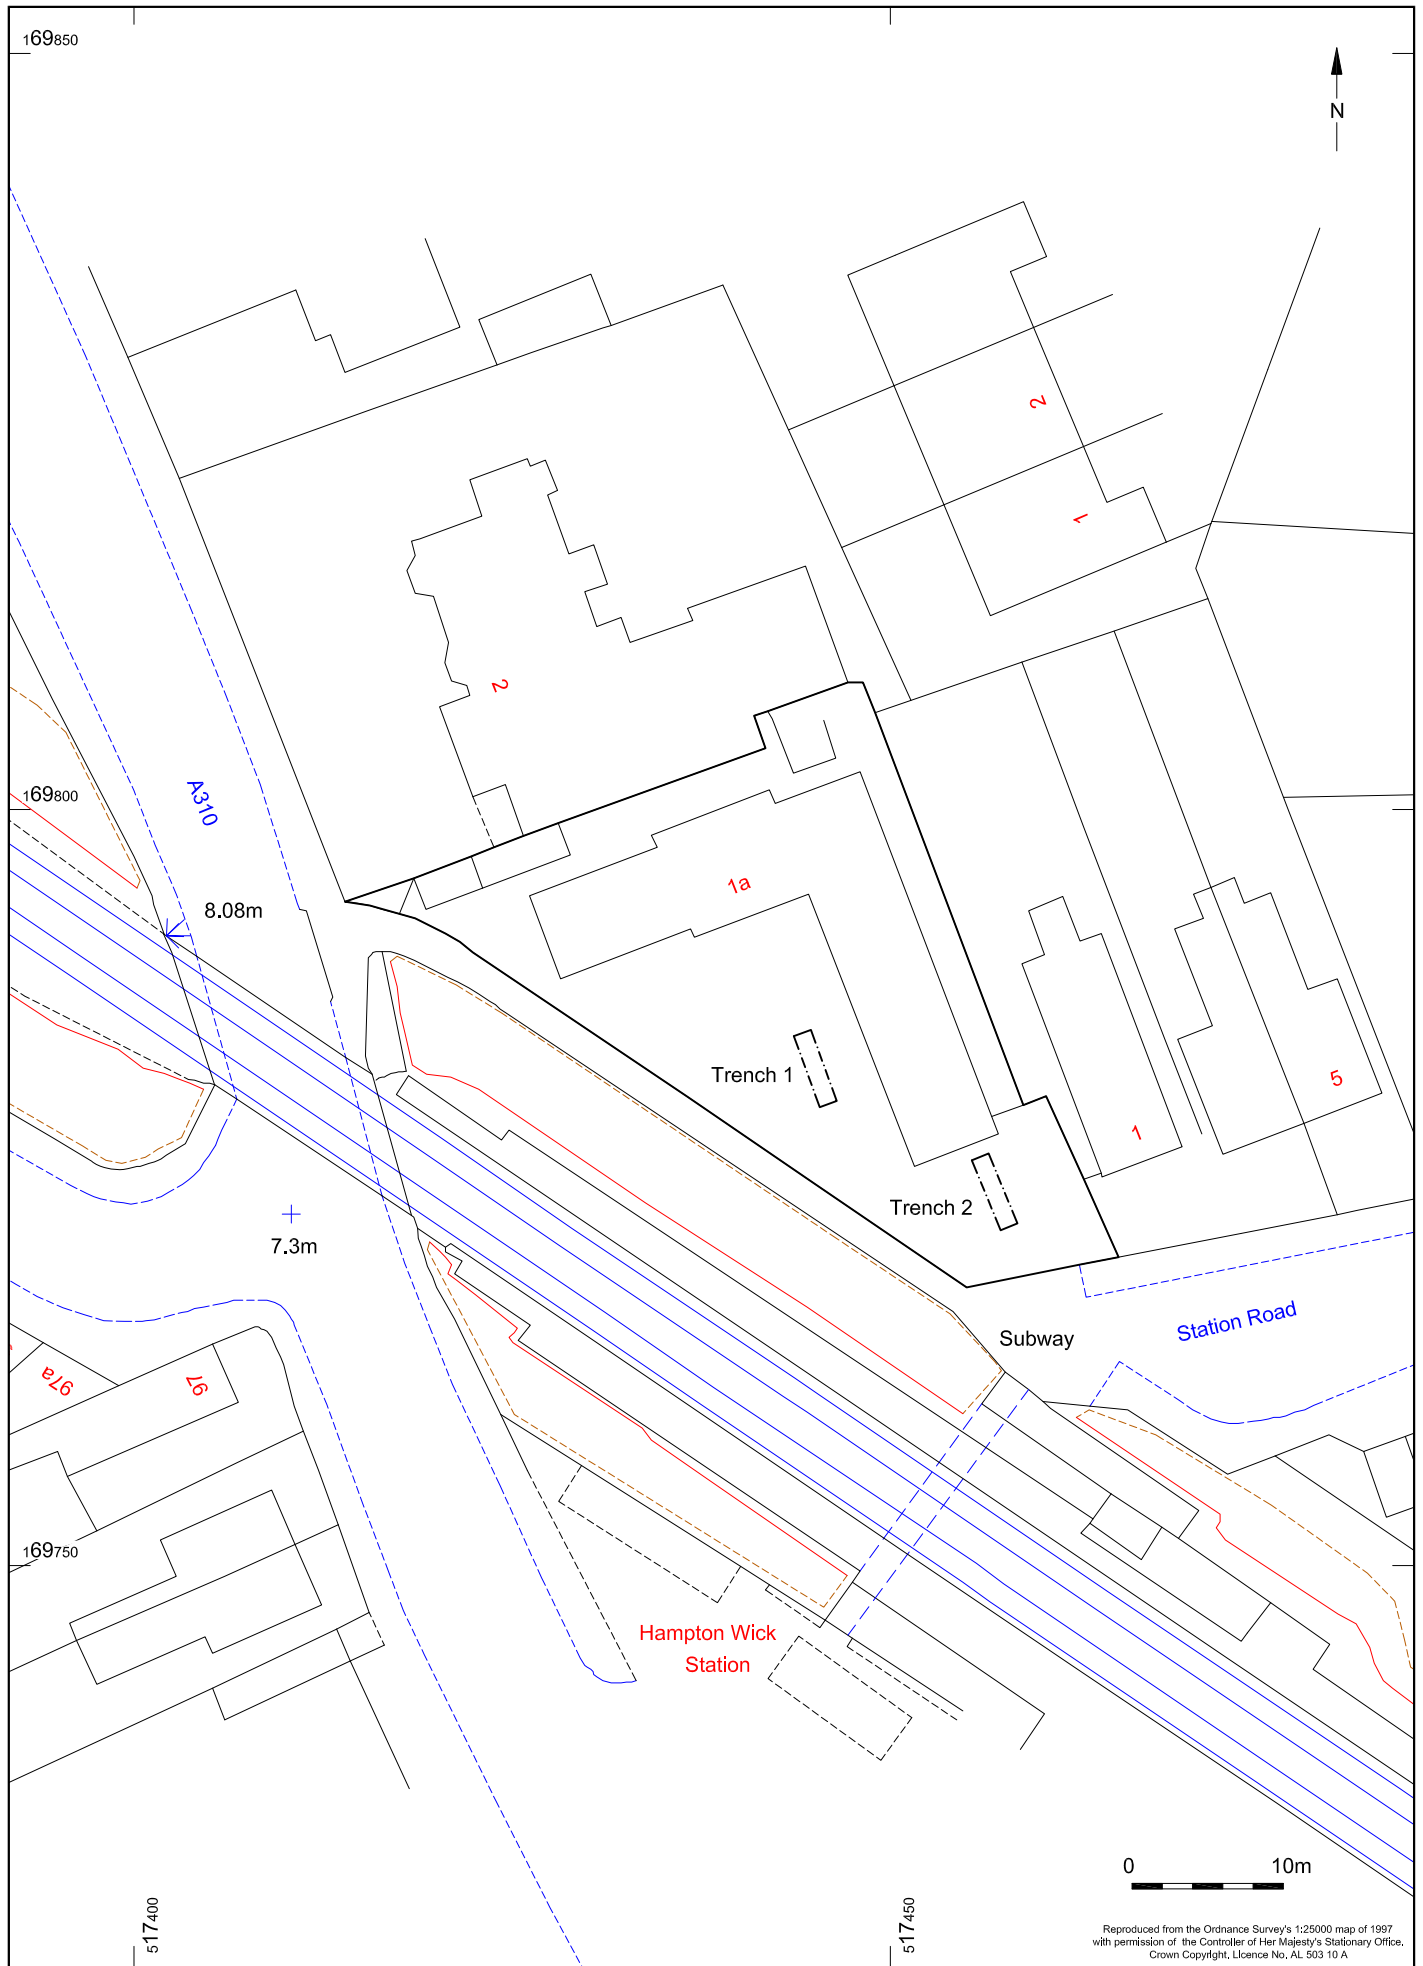 169850
N
2
1
2
A310
169800
1a
8.08m
Trench 1
5
1
Trench 2
7.3m
Station Road
Subway
97a
97
169750
Hampton Wick
Station
0 10m
517400
517450
Reproduced from the Ordnance Survey's 1:25000 map of 1997
with permission of the Controller of Her Majesty's Stationary Office.
Crown Copyright, Licence No. AL 503 10 A